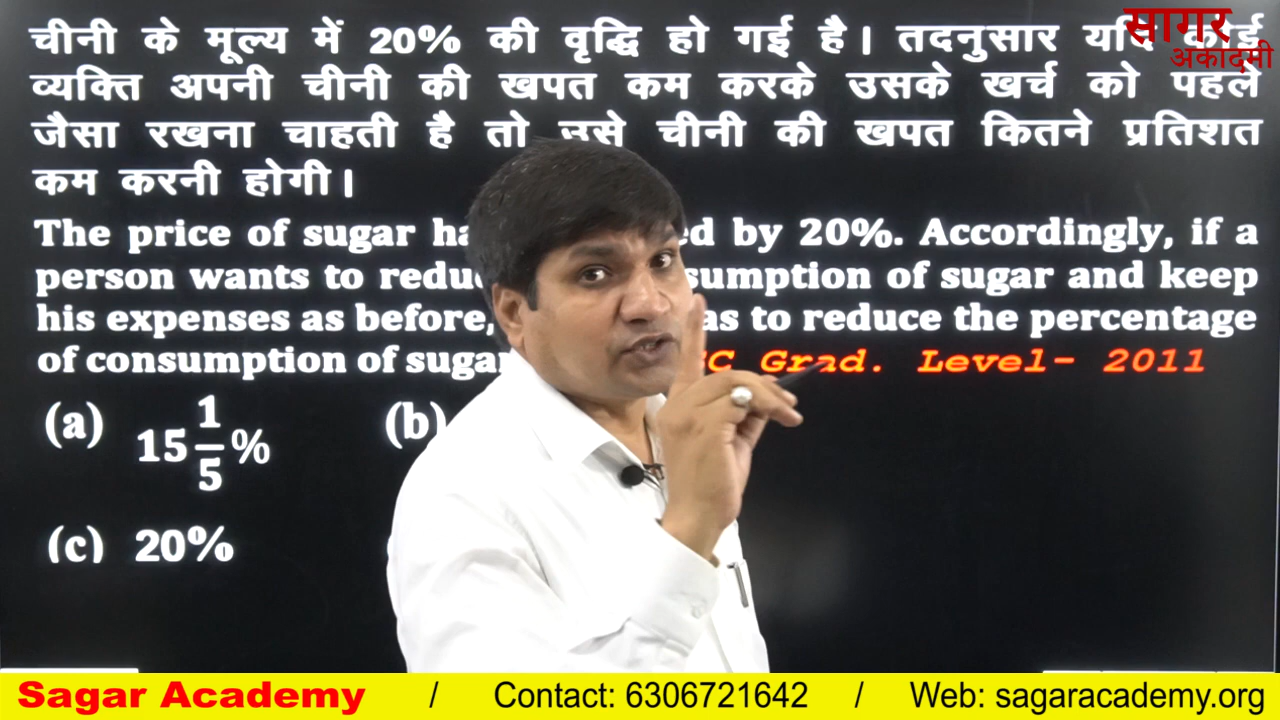 सागर
अकादमी
चीनी के मूल्य में 20% की वृद्धि हो गई है। तदनुसार यदि कोई
व्यक्ति अपनी चीनी की खपत कम करके उसके खर्च को पहले
जैसा रखना चाहती है तो उसे चीनी की खपत कितने प्रतिशत
कम करनी होगी।
The price of sugar ed by 20%. Accordingly, if a
person wants to sumption of sugar and keep
his expenses as before, as to reduce the percentage
of consumption of Grad. Level- 2011
(a) 15 1/5 % (b)
(c) 20%
Sagar Academy / Contact: 6306721642 / Web: sagaracademy.org